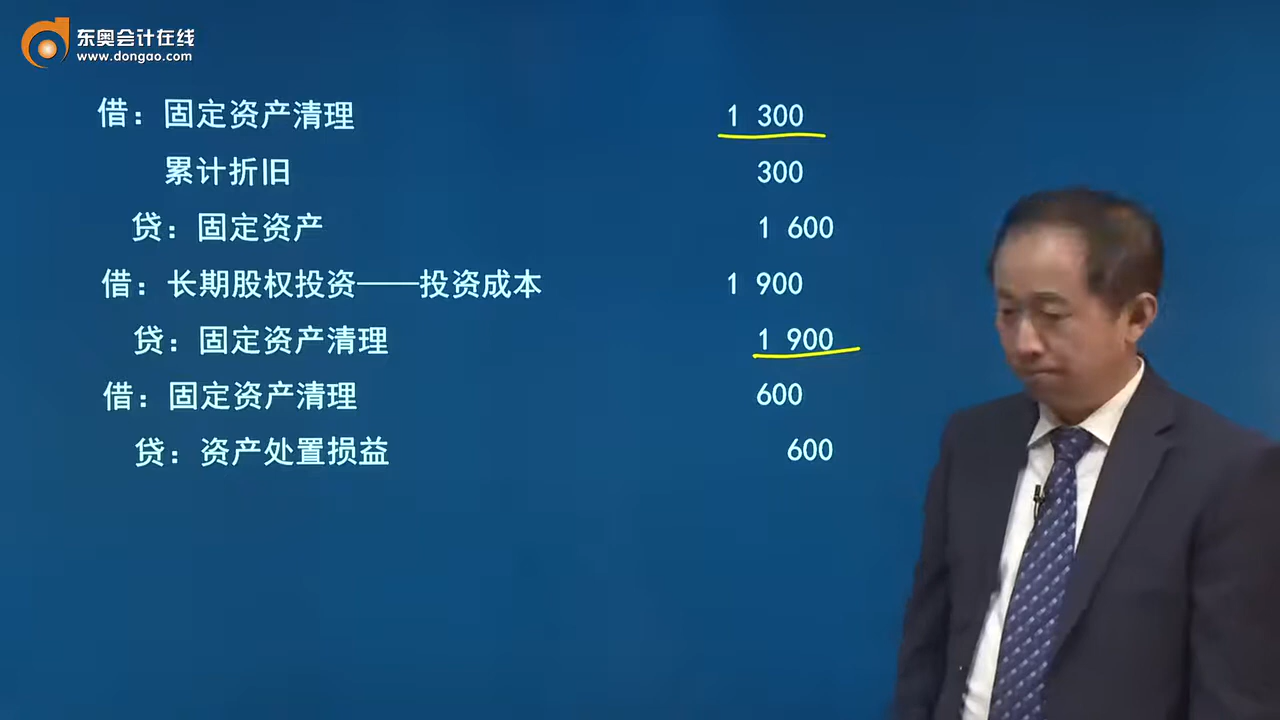 东奥会计在线
www.dongao.com
借：固定资产清理 1 300
累计折旧 300
贷：固定资产 1 600
借：长期股权投资——投资成本 1 900
贷：固定资产清理 1 900
借：固定资产清理 600
贷：资产处置损益 600